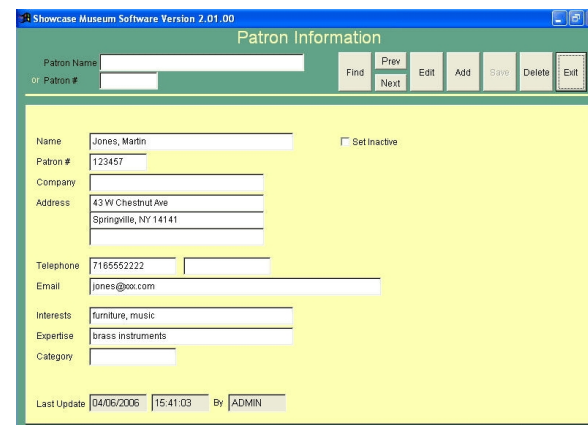 Showcase Museum Software Version 2.01.00
Patron Information
Patron Name
or Patron #
Find Prev Next Edit Add Save Delete Exit
Name Jones, Martin Set Inactive
Patron # 123457
Company
Address 43 W Chestnut Ave
Springville, NY 14141
Telephone 7165552222
Email jones@xxx.com
Interests furniture, music
Expertise brass instruments
Category
Last Update 04/06/2006 15:41:03 By ADMIN